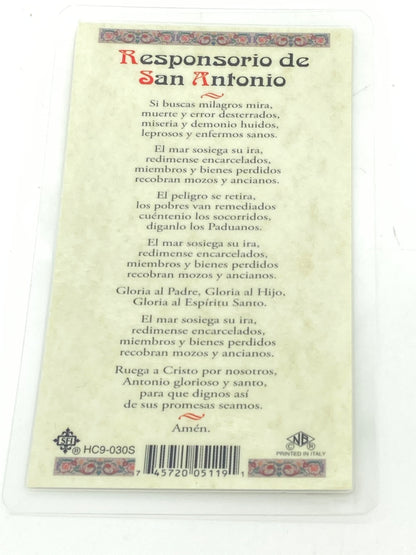 Responsorio de
San Antonio
Si buscas milagros mira,
muerte y error desterrados,
miseria y demonio huidos,
leprosos y enfermos sanos.
El mar sosiega su ira,
redimense encarcelados,
miembros y bienes perdidos
recobran mozos y ancianos.
El peligro se retira,
los pobres van remediados
cuéntenlo los socorridos,
diganlo los Paduanos.
El mar sosiega su ira,
redimense encarcelados,
miembros y bienes perdidos
recobran mozos y ancianos.
Gloria al Padre, Gloria al Hijo,
Gloria al Espíritu Santo.
El mar sosiega su ira,
redimense encarcelados,
miembros y bienes perdidos
recobran mozos y ancianos.
Ruega a Cristo por nosotros,
Antonio glorioso y santo,
para que dignos así
de sus promesas seamos.
Amén.
® HC9-030S
PRINTED IN ITALY
7 45720 05119 1